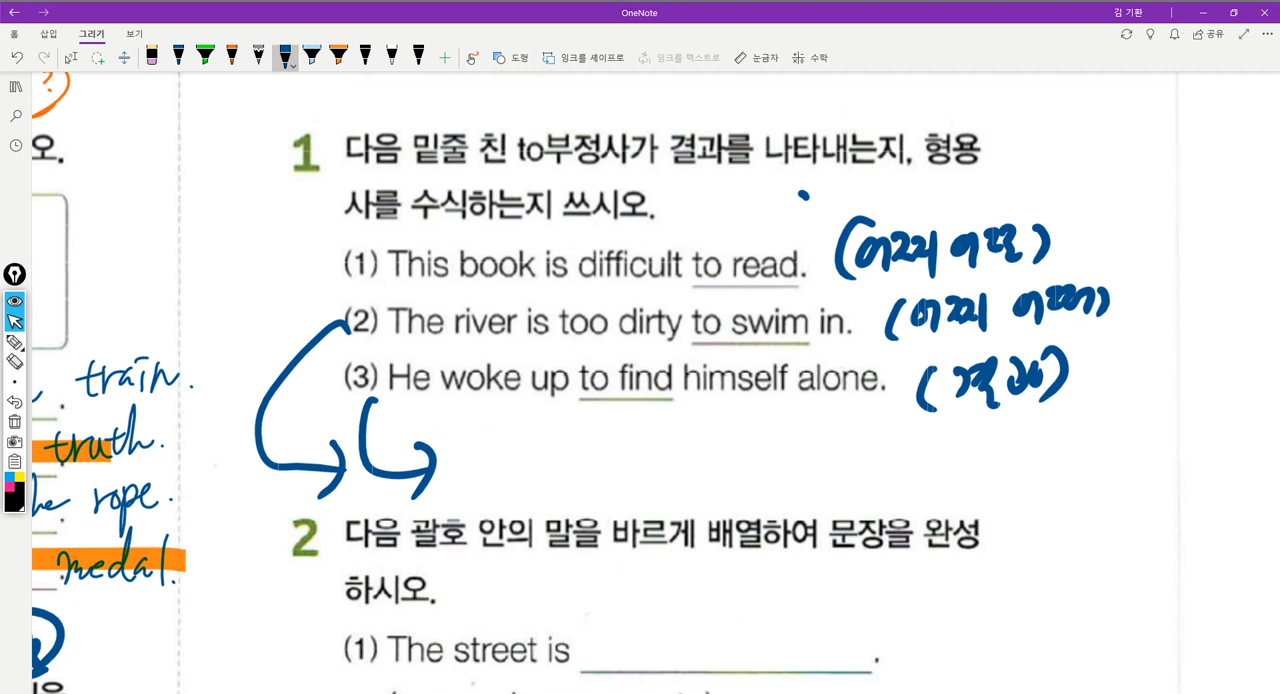 OneNote
김 기환
홈 삽입 그리기 보기
공유
도형 잉크를 셰이프로 잉크를 텍스트로 눈금자 수학
?
오.
1 다음 밑줄 친 to부정사가 결과를 나타내는지, 형용
사를 수식하는지 쓰시오.
(1) This book is difficult to read.
(2) The river is too dirty to swim in.
(3) He woke up to find himself alone. (결과)
train.
truth.
he rope.
medal.
2 다음 괄호 안의 말을 바르게 배열하여 문장을 완성
하시오.
(1) The street is .